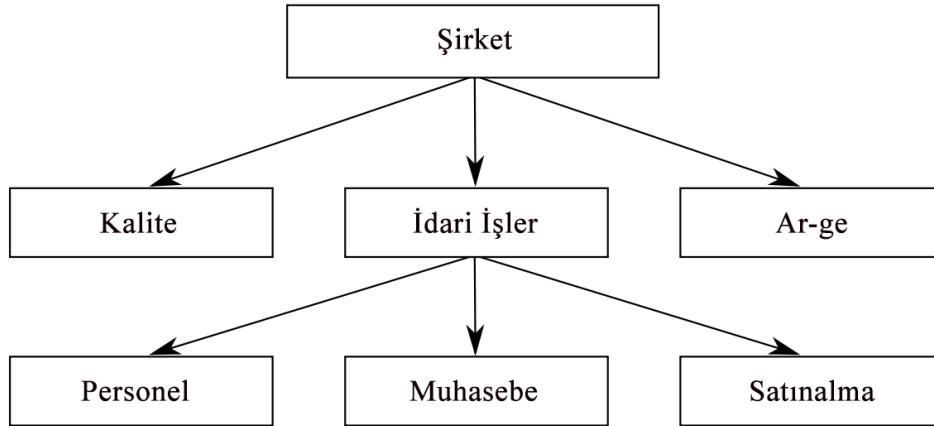 Şirket
Kalite
İdari İşler
Ar-ge
Personel
Muhasebe
Satınalma